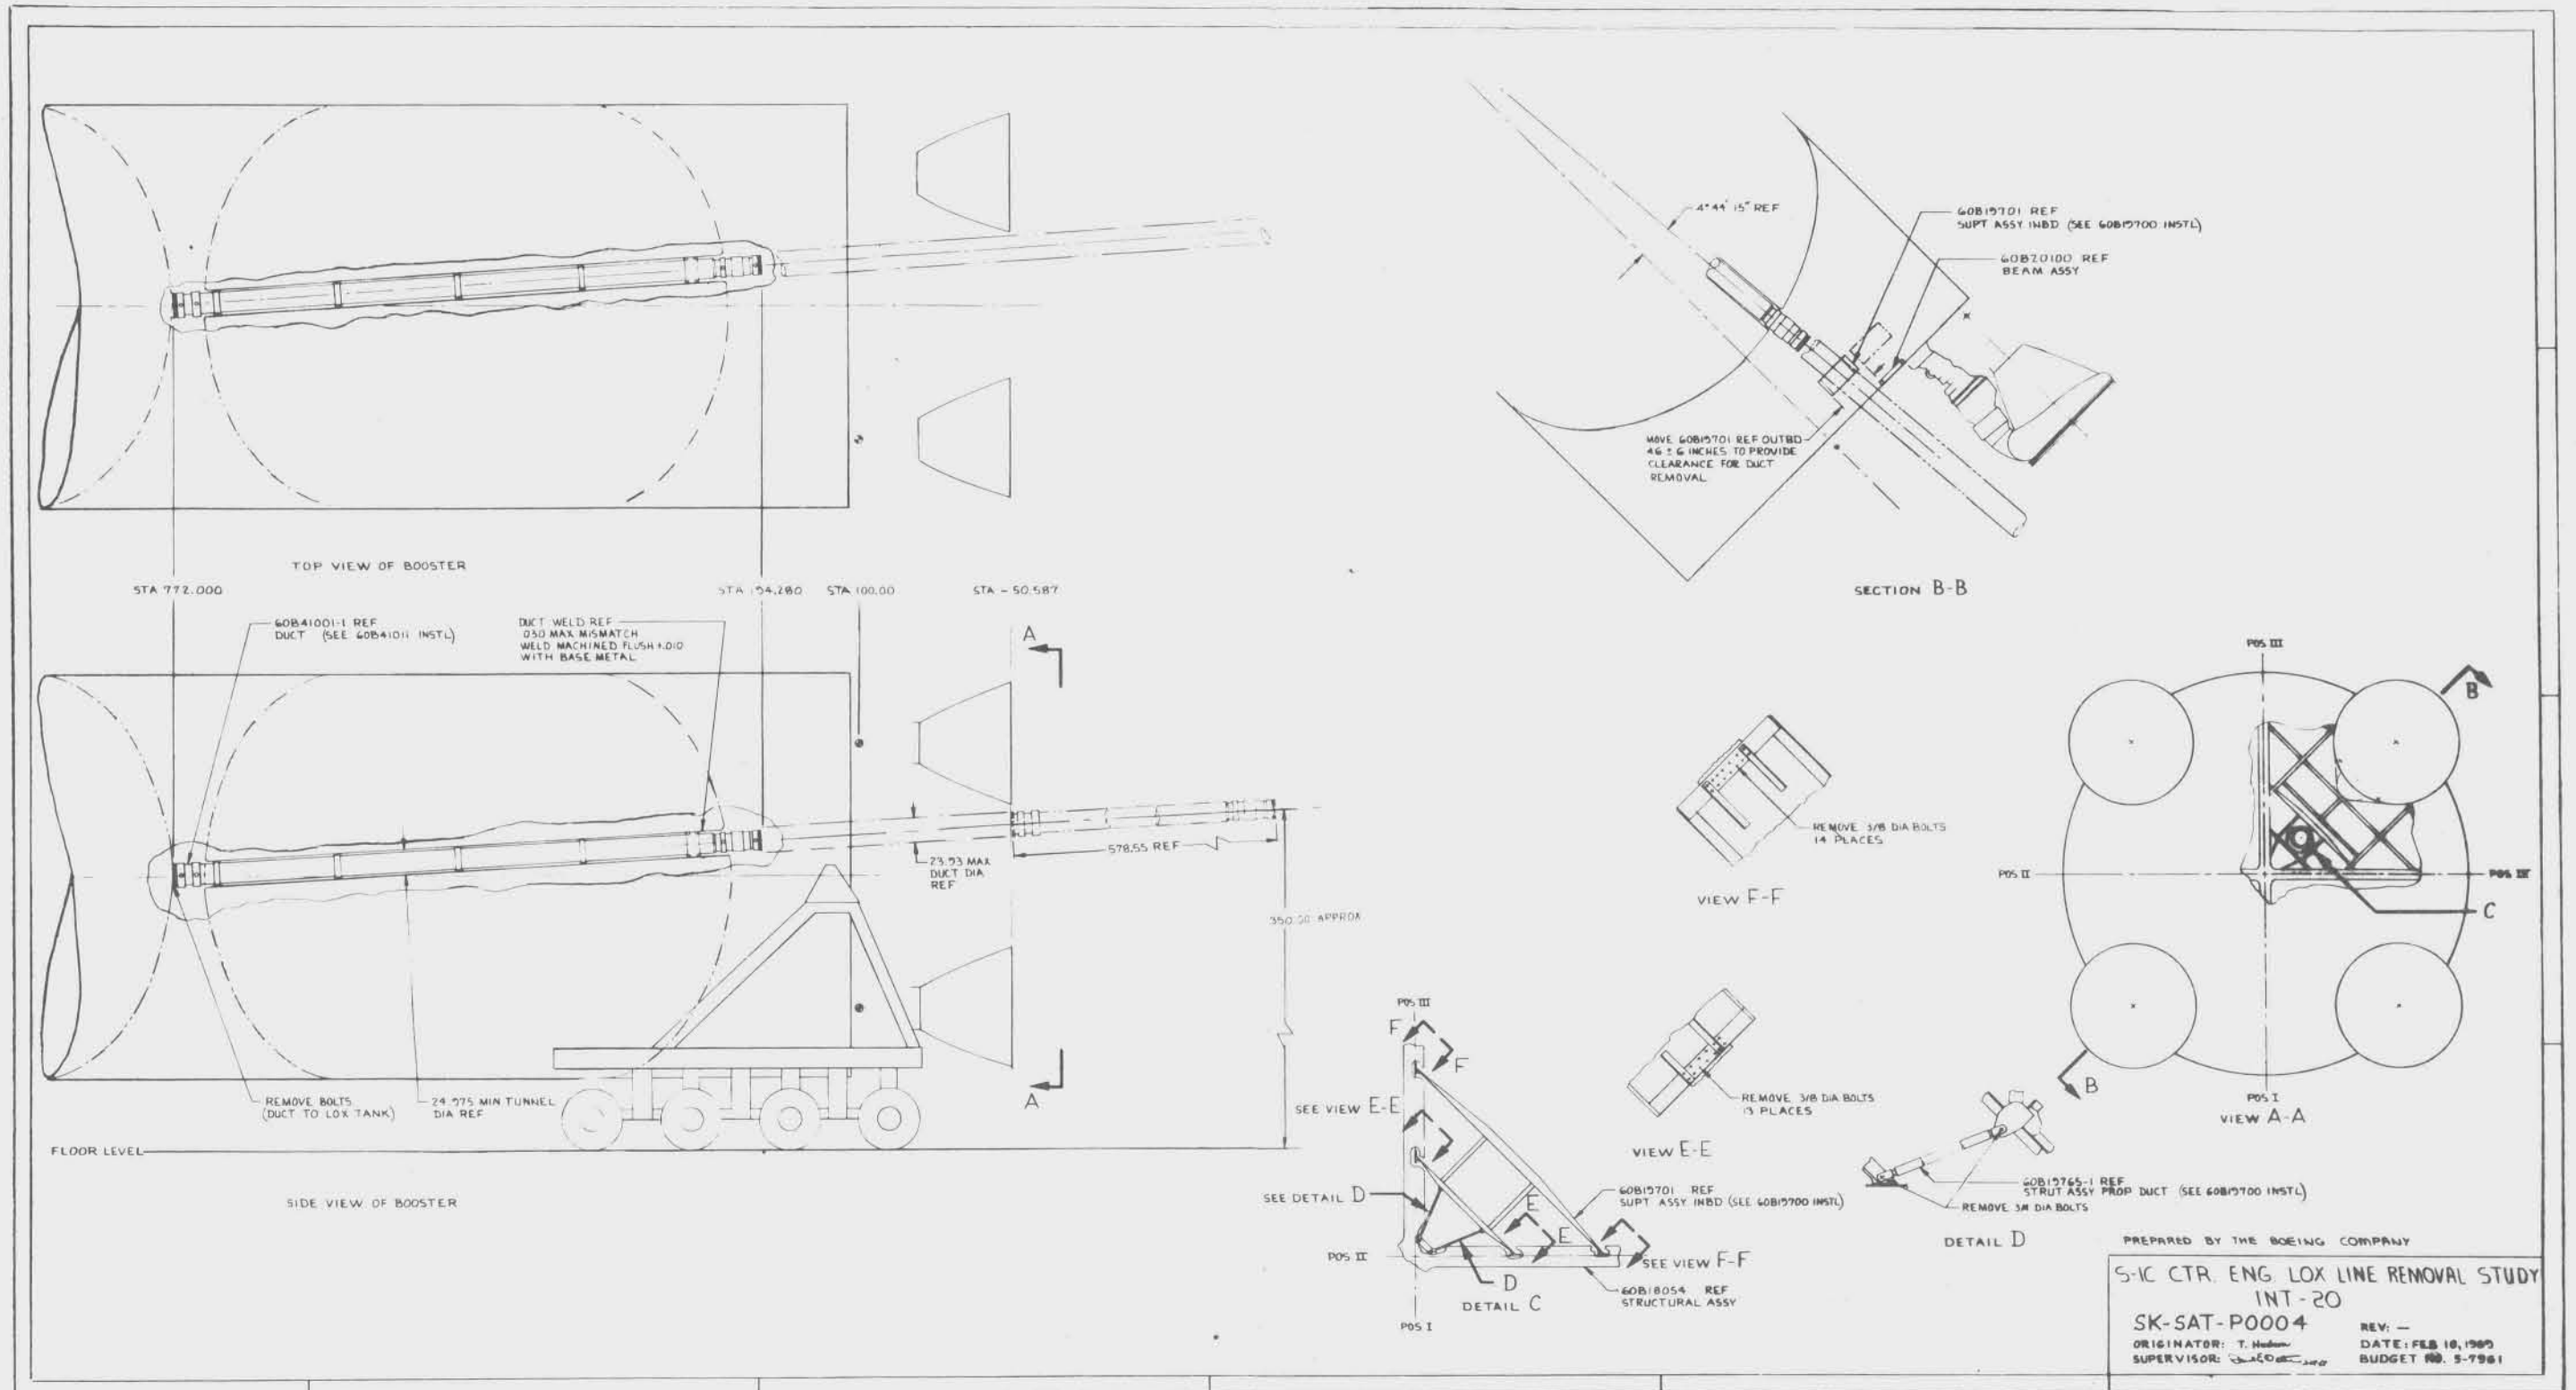 TOP VIEW OF BOOSTER
STA 772.000
STA 194.280
STA 100.00
STA - 50.587
60B41001-1 REF
DUCT (SEE 60B41011 INSTL)
DUCT WELD REF
.030 MAX MISMATCH
WELD MACHINED FLUSH +.010
WITH BASE METAL
A
23.93 MAX
DUCT DIA
REF
578.55 REF
350.00 APPROX
REMOVE BOLTS
(DUCT TO LOX TANK)
24.975 MIN TUNNEL
DIA REF
A
FLOOR LEVEL
SIDE VIEW OF BOOSTER
4° 44' 15" REF
60B19701 REF
SUPT ASSY INBD (SEE 60B19700 INSTL)
60B20100 REF
BEAM ASSY
MOVE 60B19701 REF OUTBD
46 ± 6 INCHES TO PROVIDE
CLEARANCE FOR DUCT
REMOVAL
SECTION B-B
REMOVE 3/8 DIA BOLTS
14 PLACES
VIEW F-F
REMOVE 3/8 DIA BOLTS
13 PLACES
VIEW E-E
POS III
B
POS II
POS IV
C
B
POS I
VIEW A-A
POS III
F
F
SEE VIEW E-E
SEE DETAIL D
E
E
60B19701 REF
SUPT ASSY INBD (SEE 60B19700 INSTL)
POS II
SEE VIEW F-F
D
DETAIL C
60B18054 REF
STRUCTURAL ASSY
POS I
60B19765-1 REF
STRUT ASSY PROP DUCT (SEE 60B19700 INSTL)
REMOVE 3/4 DIA BOLTS
DETAIL D
PREPARED BY THE BOEING COMPANY
S-IC CTR. ENG. LOX LINE REMOVAL STUDY
INT-20
SK-SAT-P0004
REV: —
ORIGINATOR: T.
DATE: FEB 10, 1969
SUPERVISOR:
BUDGET NO. 5-7961